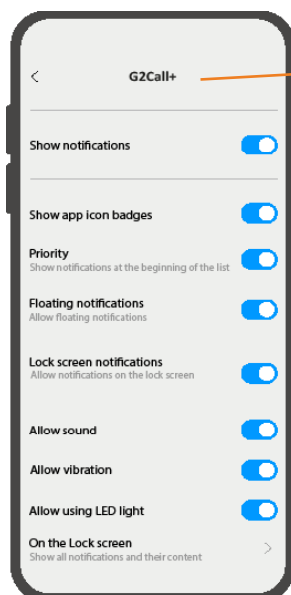 G2Call+
Show notifications
Show app icon badges
Priority
Show notifications at the beginning of the list
Floating notifications
Allow floating notifications
Lock screen notifications
Allow notifications on the lock screen
Allow sound
Allow vibration
Allow using LED light
On the Lock screen
Show all notifications and their content